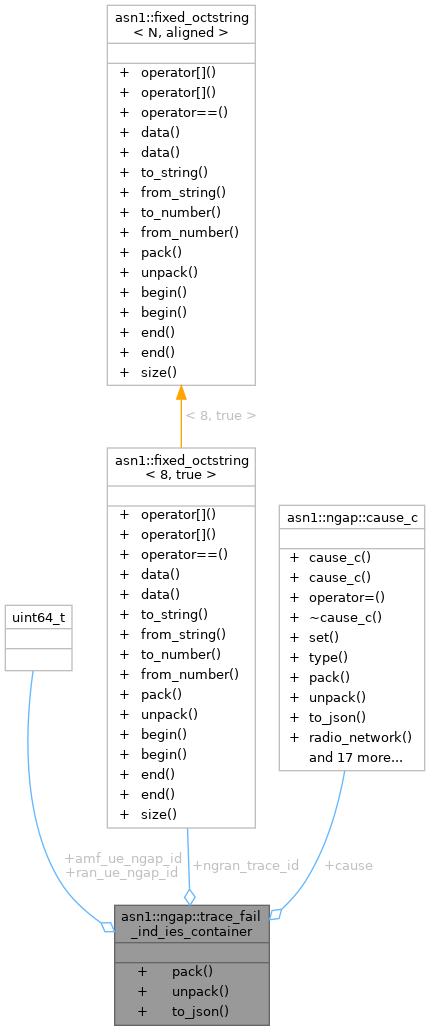 asn1::fixed_octstring
< N, aligned >
+ operator[]()
+ operator[]()
+ operator==()
+ data()
+ data()
+ to_string()
+ from_string()
+ to_number()
+ from_number()
+ pack()
+ unpack()
+ begin()
+ begin()
+ end()
+ end()
+ size()
< 8, true >
asn1::fixed_octstring
< 8, true >
+ operator[]()
+ operator[]()
+ operator==()
+ data()
+ data()
+ to_string()
+ from_string()
+ to_number()
+ from_number()
+ pack()
+ unpack()
+ begin()
+ begin()
+ end()
+ end()
+ size()
asn1::ngap::cause_c
+ cause_c()
+ cause_c()
+ operator=()
+ ~cause_c()
+ set()
+ type()
+ pack()
+ unpack()
+ to_json()
+ radio_network()
and 17 more...
uint64_t
+amf_ue_ngap_id
+ran_ue_ngap_id
+ngran_trace_id
+cause
asn1::ngap::trace_fail
_ind_ies_container
+ pack()
+ unpack()
+ to_json()